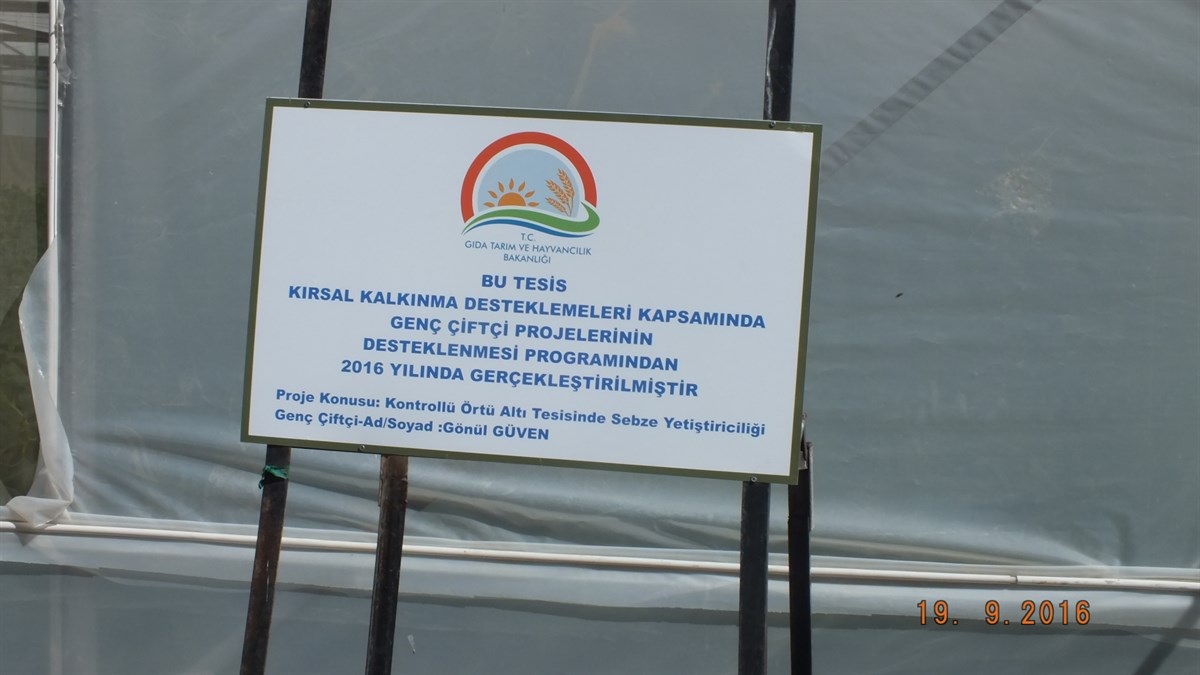 T.C.
GIDA TARIM VE HAYVANCILIK
BAKANLIĞI
BU TESİS
KIRSAL KALKINMA DESTEKLEMELERİ KAPSAMINDA
GENÇ ÇİFTÇİ PROJELERİNİN
DESTEKLENMESİ PROGRAMINDAN
2016 YILINDA GERÇEKLEŞTİRİLMİŞTİR
Proje Konusu: Kontrollü Örtü Altı Tesisinde Sebze Yetiştiriciliği
Genç Çiftçi-Ad/Soyad :Gönül GÜVEN
19. 9.2016